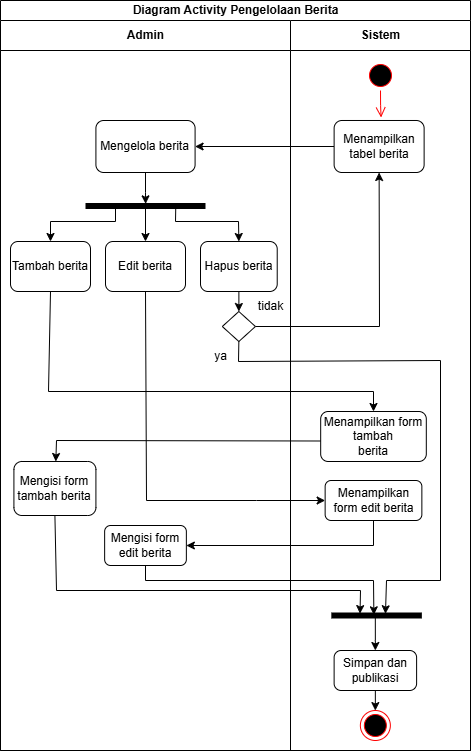 Diagram Activity Pengelolaan Berita
Admin
Sistem
Mengelola berita
Menampilkan
tabel berita
Tambah berita
Edit berita
Hapus berita
tidak
ya
Menampilkan form
tambah
berita
Mengisi form
tambah berita
Menampilkan
form edit berita
Mengisi form
edit berita
Simpan dan
publikasi